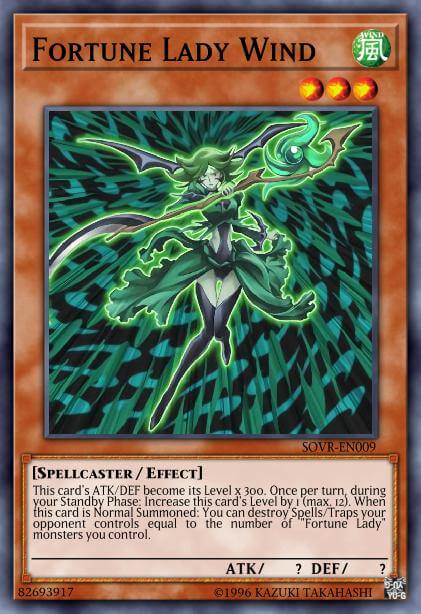 FORTUNE LADY WIND
WIND
風
SOVR-EN009
[SPELLCASTER / EFFECT]
This card's ATK/DEF become its Level x 300. Once per turn, during
your Standby Phase: Increase this card's Level by 1 (max. 12). When
this card is Normal Summoned: You can destroy Spells/Traps your
opponent controls equal to the number of "Fortune Lady"
monsters you control.
ATK/ ? DEF/ ?
82693917
©1996 KAZUKI TAKAHASHI